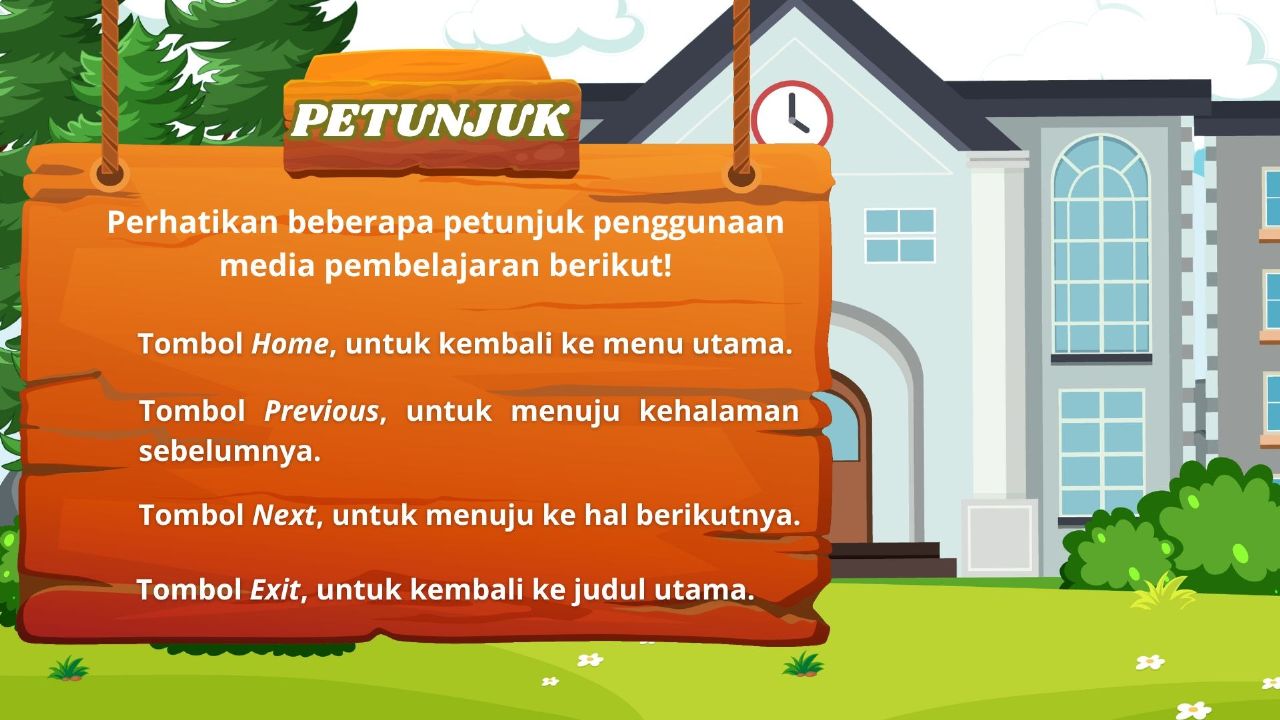 PETUNJUK
Perhatikan beberapa petunjuk penggunaan
media pembelajaran berikut!
Tombol Home, untuk kembali ke menu utama.
Tombol Previous, untuk menuju kehalaman
sebelumnya.
Tombol Next, untuk menuju ke hal berikutnya.
Tombol Exit, untuk kembali ke judul utama.